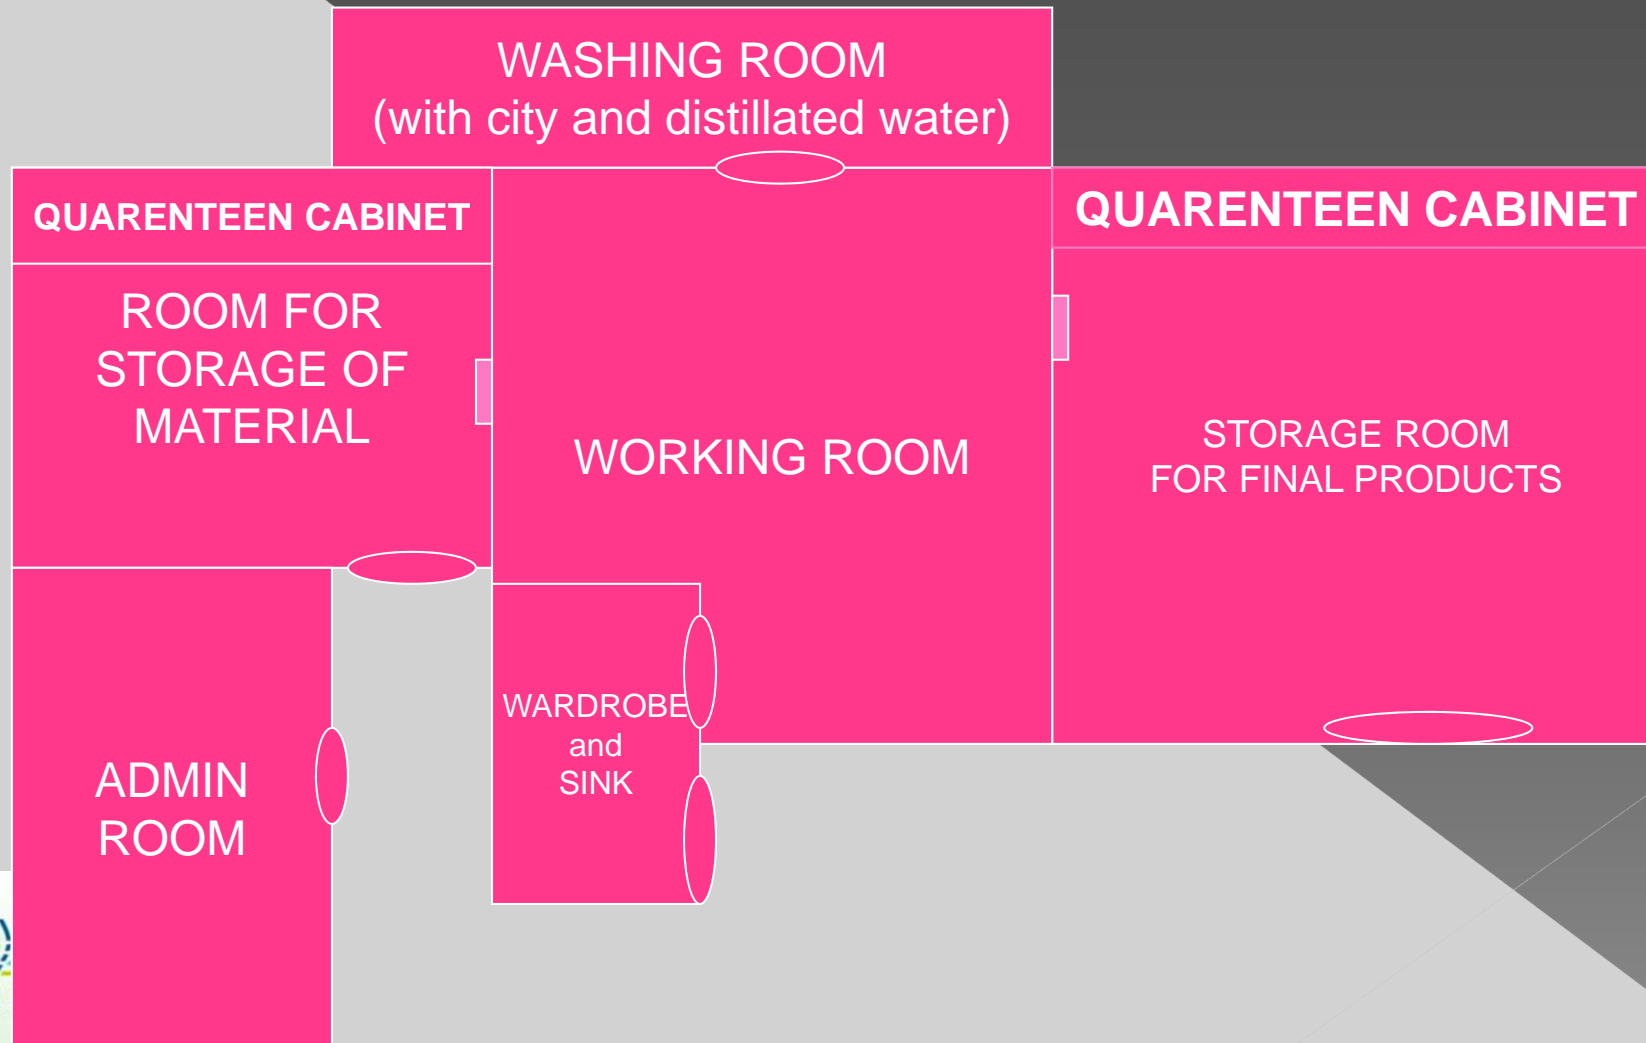 WASHING ROOM
(with city and distillated water)
QUARENTEEN CABINET
QUARENTEEN CABINET
ROOM FOR
STORAGE OF
MATERIAL
WORKING ROOM
STORAGE ROOM
FOR FINAL PRODUCTS
WARDROBE
and
SINK
ADMIN
ROOM